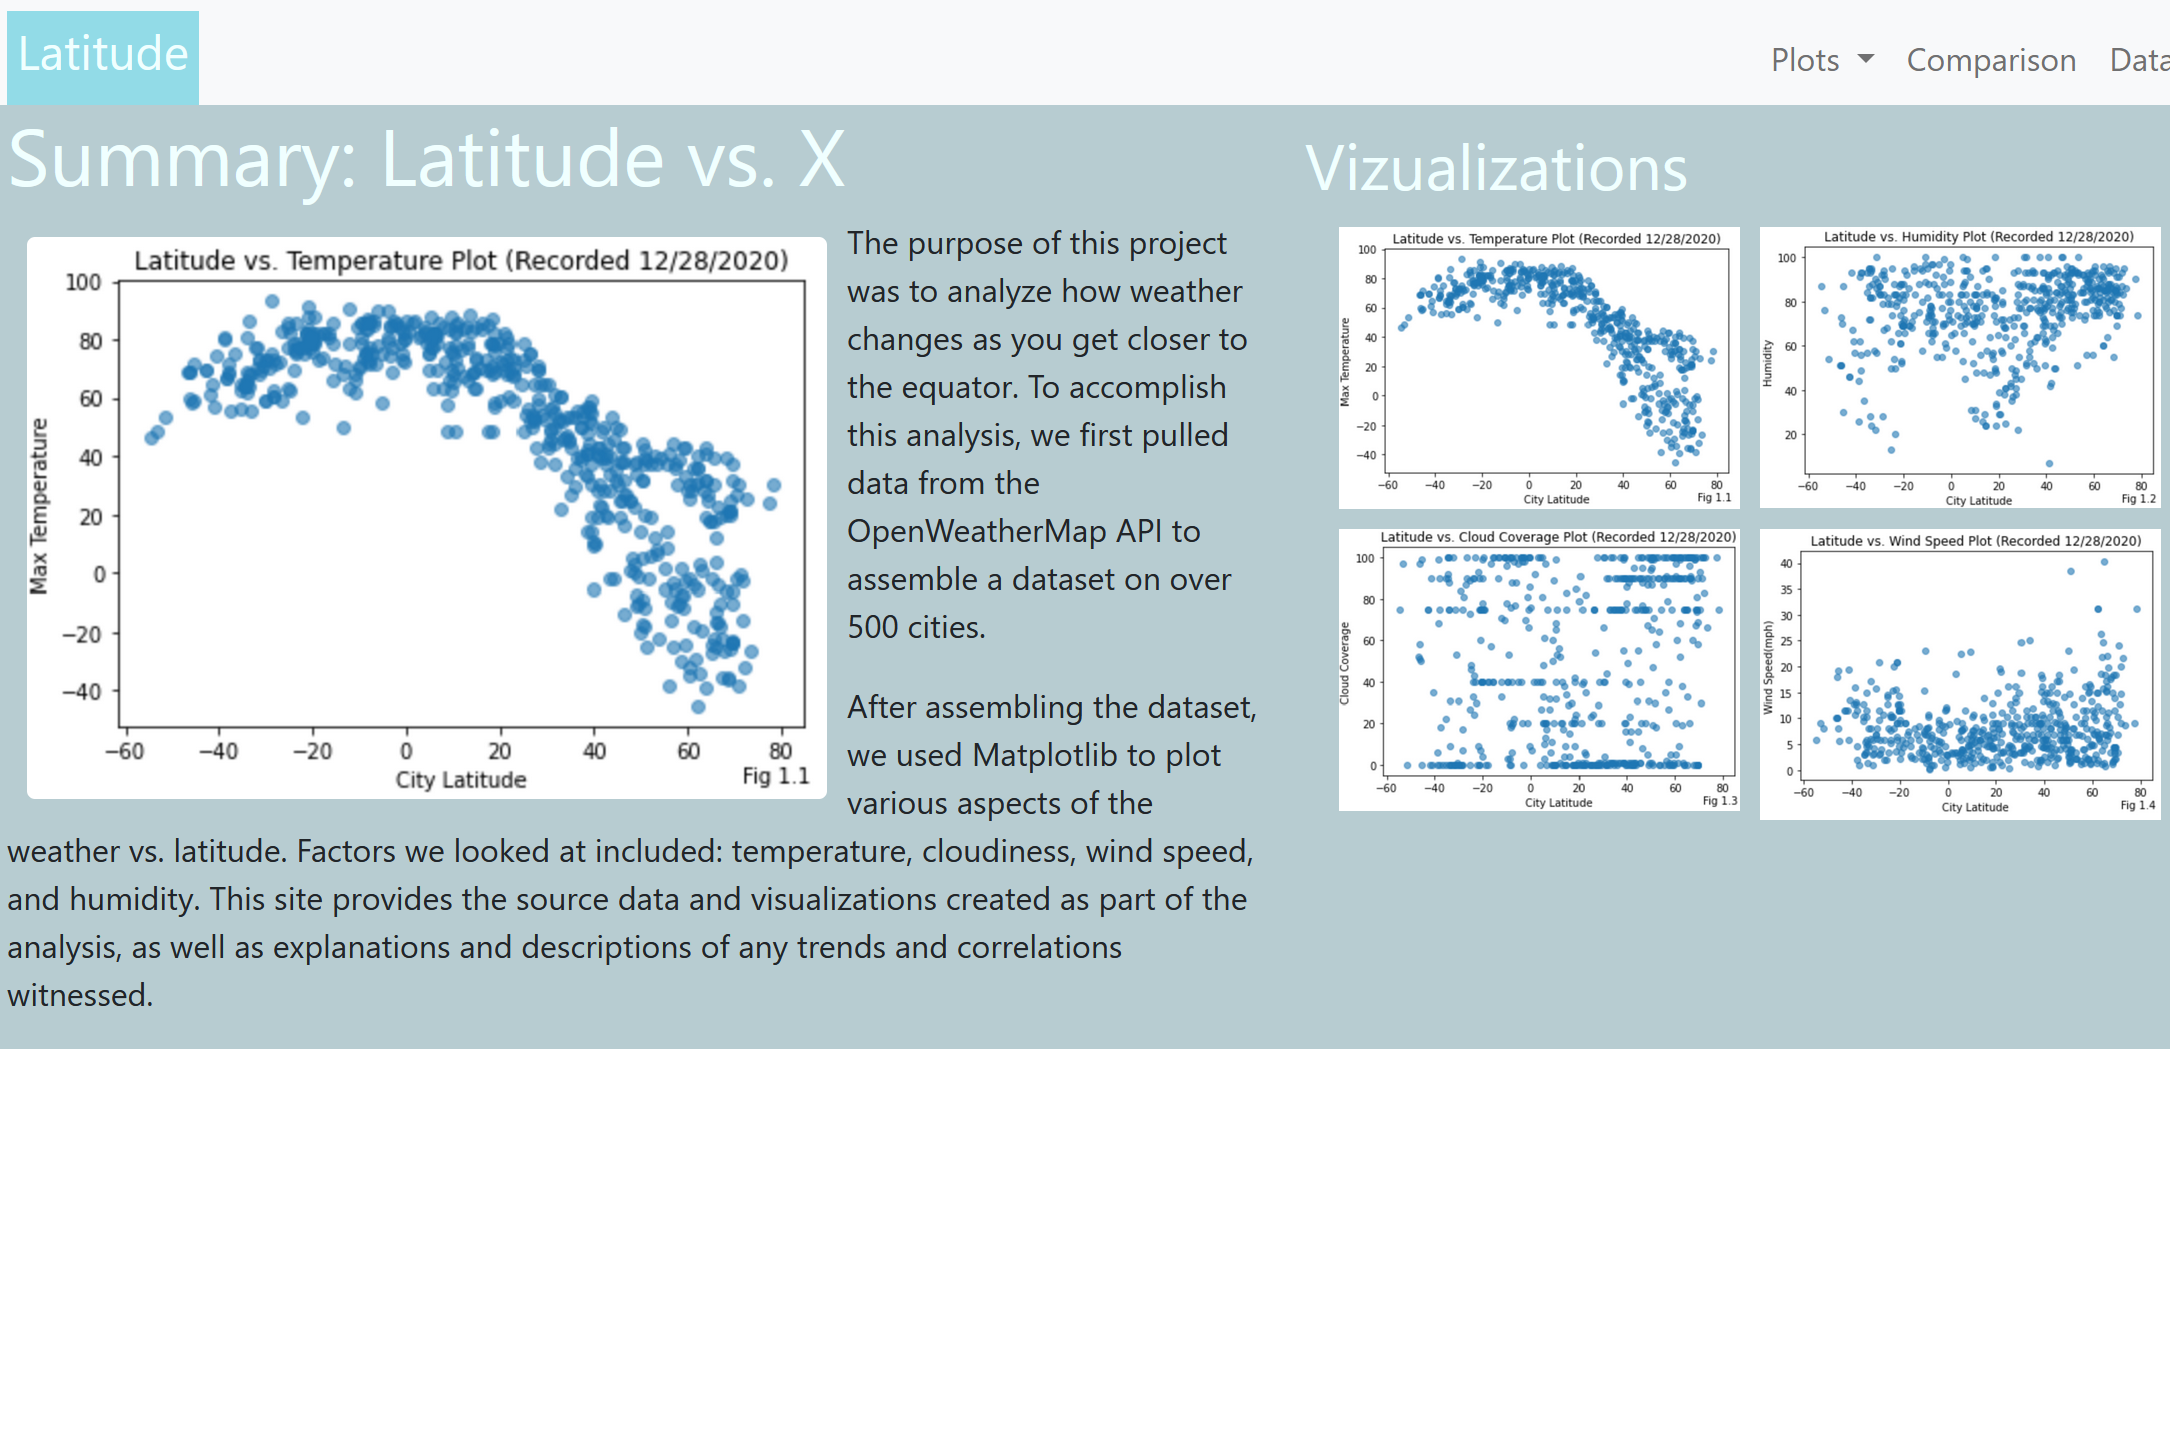 Latitude
Plots
Comparison
Data
Summary: Latitude vs. X
Latitude vs. Temperature Plot (Recorded 12/28/2020)
100
80
60
40
20
0
−20
−40
Max Temperature
−60
−40
−20
0
20
40
60
80
City Latitude
Fig 1.1
The purpose of this project
was to analyze how weather
changes as you get closer to
the equator. To accomplish
this analysis, we first pulled
data from the
OpenWeatherMap API to
assemble a dataset on over
500 cities.
After assembling the dataset,
we used Matplotlib to plot
various aspects of the
weather vs. latitude. Factors we looked at included: temperature, cloudiness, wind speed,
and humidity. This site provides the source data and visualizations created as part of the
analysis, as well as explanations and descriptions of any trends and correlations
witnessed.
Vizualizations
Latitude vs. Temperature Plot (Recorded 12/28/2020)
100
80
60
40
20
0
−20
−40
Max Temperature
−60
−40
−20
0
20
40
60
80
City Latitude
Fig 1.1
Latitude vs. Humidity Plot (Recorded 12/28/2020)
100
80
60
40
20
Humidity
−60
−40
−20
0
20
40
60
80
City Latitude
Fig 1.2
Latitude vs. Cloud Coverage Plot (Recorded 12/28/2020)
100
80
60
40
20
0
Cloud Coverage
−60
−40
−20
0
20
40
60
80
City Latitude
Fig 1.3
Latitude vs. Wind Speed Plot (Recorded 12/28/2020)
40
35
30
25
20
15
10
5
0
Wind Speed(mph)
−60
−40
−20
0
20
40
60
80
City Latitude
Fig 1.4